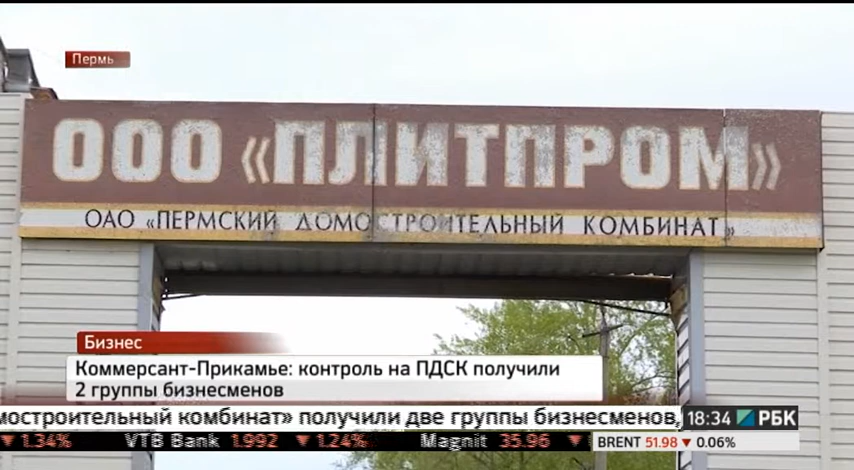 Пермь
ООО «ПЛИТПРОМ»
ОАО «ПЕРМСКИЙ ДОМОСТРОИТЕЛЬНЫЙ КОМБИНАТ»
Бизнес
Коммерсант-Прикамье: контроль на ПДСК получили
2 группы бизнесменов
мостроительный комбинат» получили две группы бизнесменов, 18:34 РБК
▼ 1.34% VTB Bank 1.992 ▼ 1.24% Magnit 35.96 ▼ BRENT 51.98 ▼ 0.06%